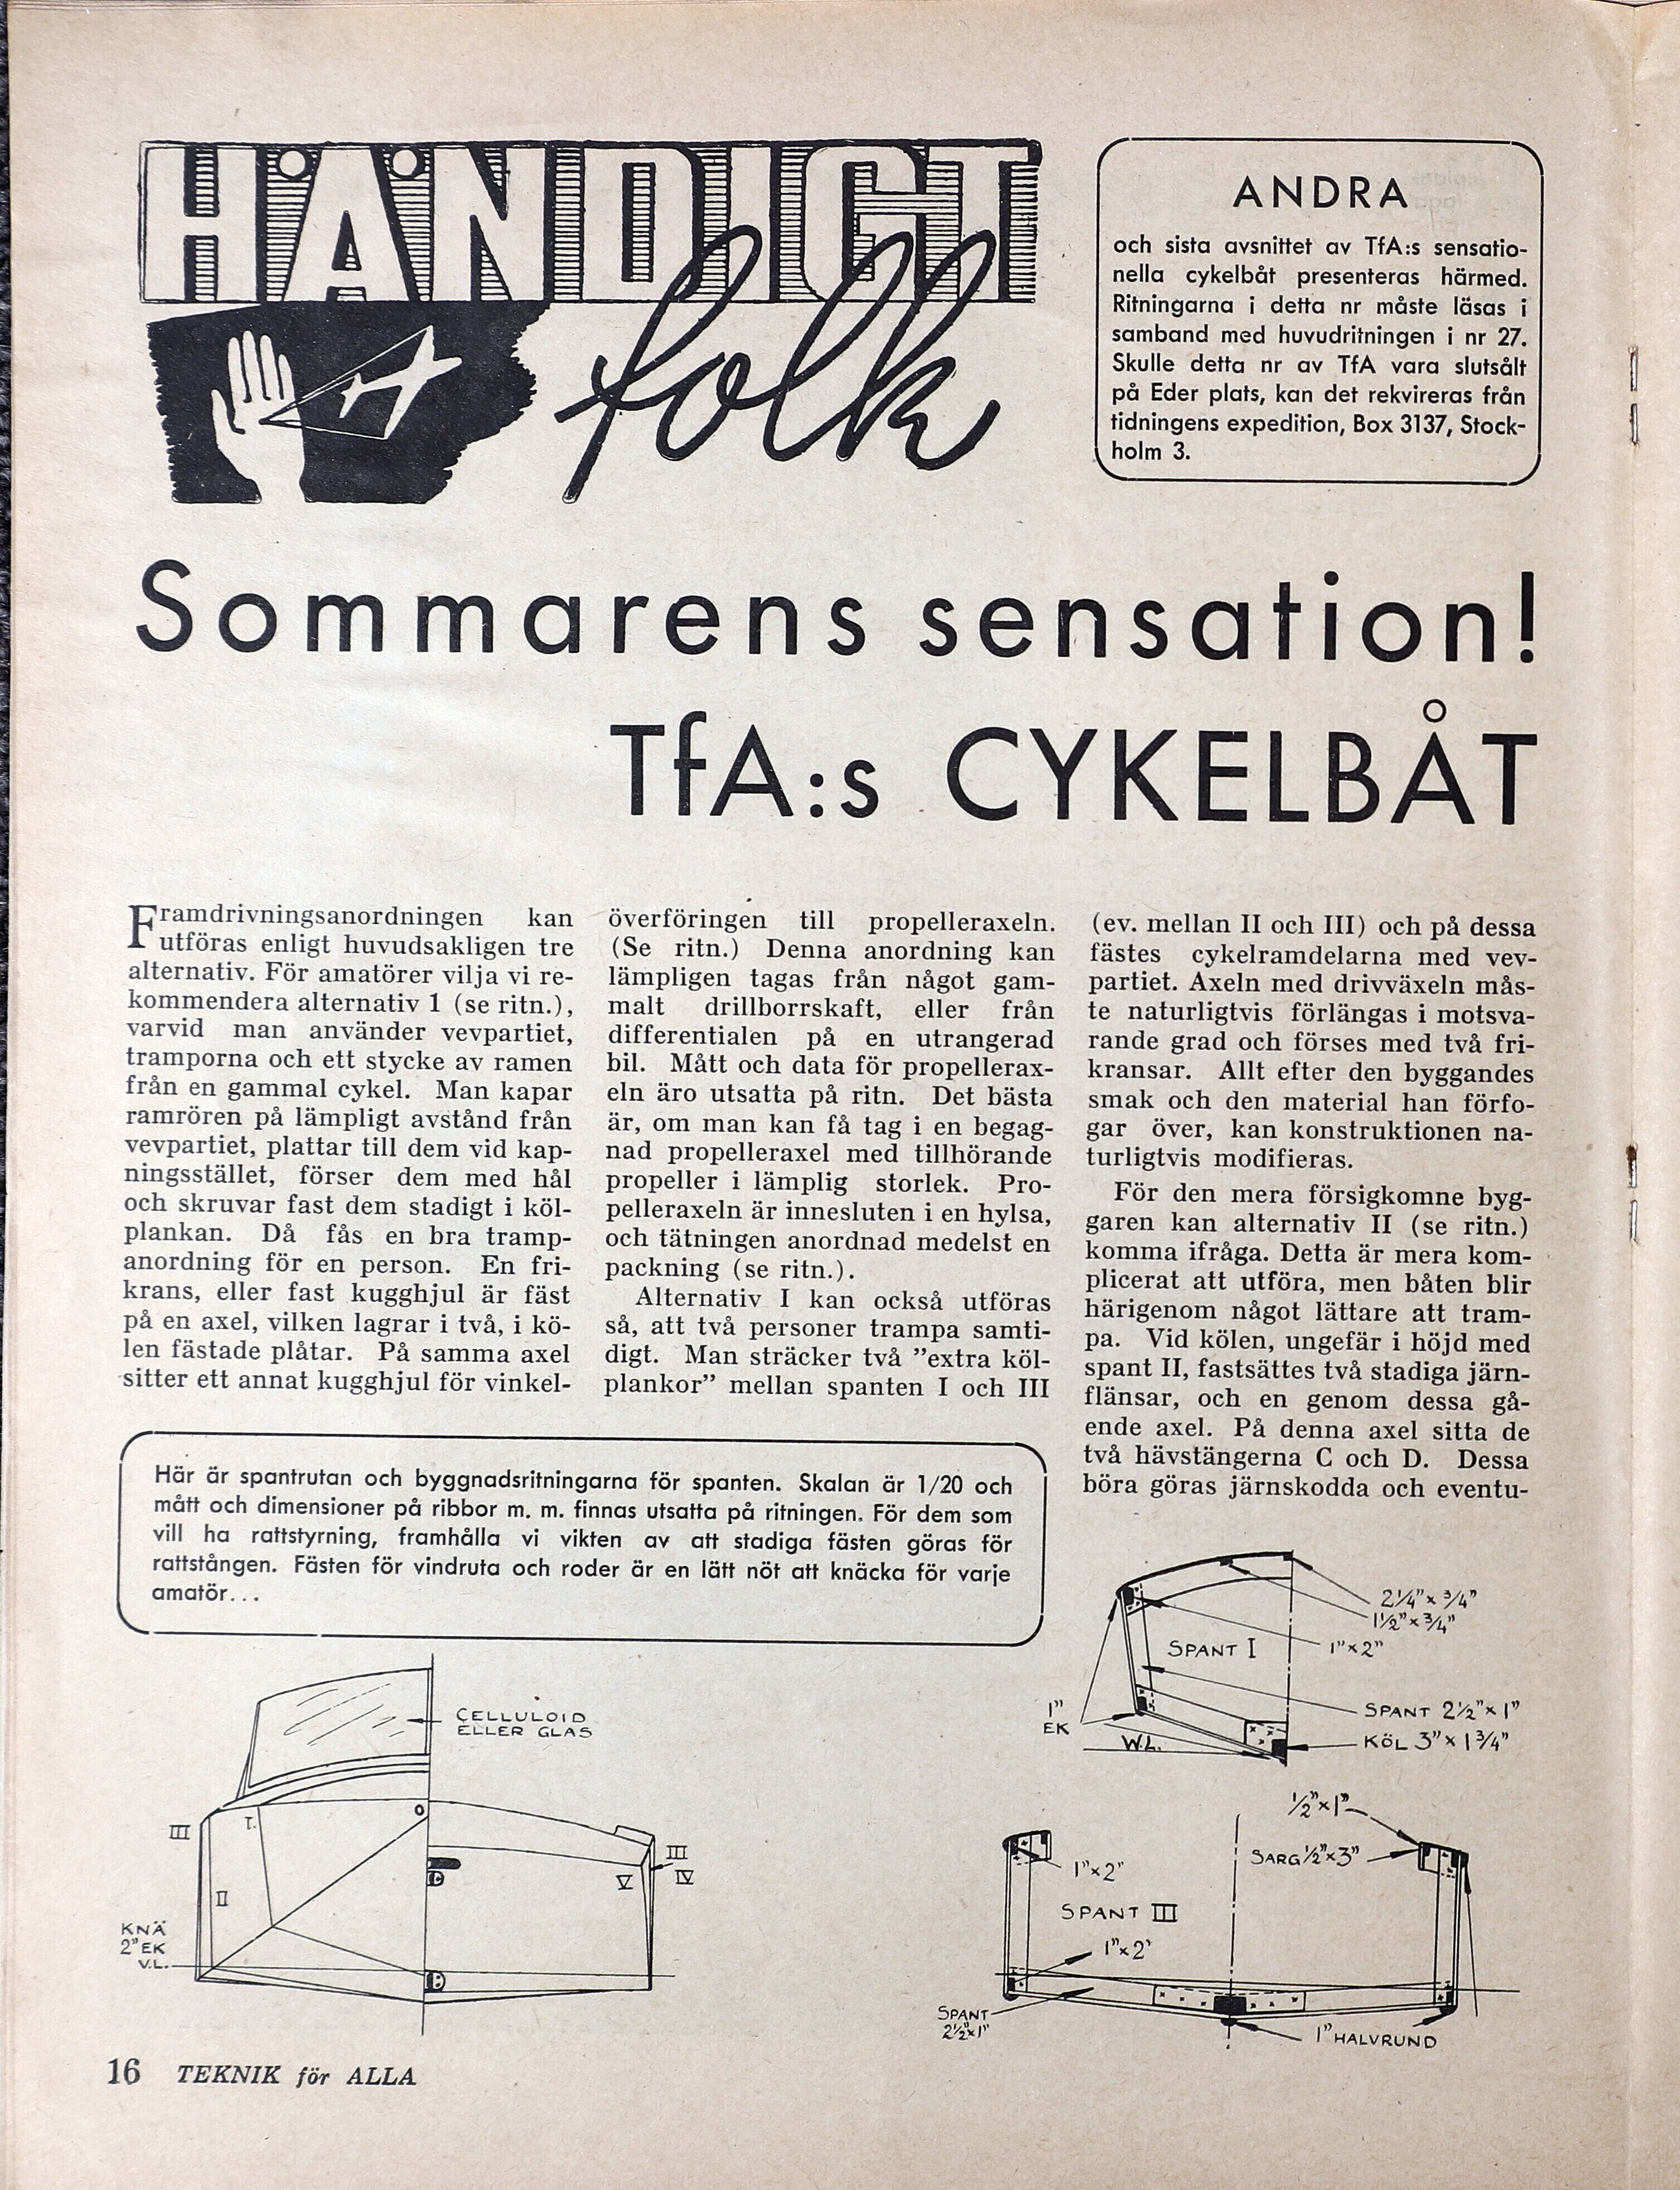 HÄNDIGT
folk
ANDRA
och sista avsnittet av TfA:s sensatio-
nella cykelbåt presenteras härmed.
Ritningarna i detta nr måste läsas i
samband med huvudritningen i nr 27.
Skulle detta nr av TfA vara slutsålt
på Eder plats, kan det rekvireras från
tidningens expedition, Box 3137, Stock-
holm 3.
Sommarens sensation!
TfA:s CYKELBÅT
Framdrivningsanordningen kan
utföras enligt huvudsakligen tre
alternativ. För amatörer vilja vi re-
kommendera alternativ 1 (se ritn.),
varvid man använder vevpartiet,
tramporna och ett stycke av ramen
från en gammal cykel. Man kapar
ramrören på lämpligt avstånd från
vevpartiet, plattar till dem vid kap-
ningsstället, förser dem med hål
och skruvar fast dem stadigt i köl-
plankan. Då fås en bra tramp-
anordning för en person. En fri-
krans, eller fast kugghjul är fäst
på en axel, vilken lagrar i två, i kö-
len fästade plåtar. På samma axel
sitter ett annat kugghjul för vinkel-
överföringen till propelleraxeln.
(Se ritn.) Denna anordning kan
lämpligen tagas från något gam-
malt drillborrskaft, eller från
differentialen på en utrangerad
bil. Mått och data för propellerax-
eln äro utsatta på ritn. Det bästa
är, om man kan få tag i en begag-
nad propelleraxel med tillhörande
propeller i lämplig storlek. Pro-
pelleraxeln är innesluten i en hylsa,
och tätningen anordnad medelst en
packning (se ritn.).
Alternativ I kan också utföras
så, att två personer trampa samti-
digt. Man sträcker två ”extra köl-
plankor” mellan spanten I och III
(ev. mellan II och III) och på dessa
fästes cykelramdelarna med vev-
partiet. Axeln med drivväxeln mås-
te naturligtvis förlängas i motsva-
rande grad och förses med två fri-
kransar. Allt efter den byggandes
smak och den material han förfo-
gar över, kan konstruktionen na-
turligtvis modifieras.
För den mera försigkomne byg-
garen kan alternativ II (se ritn.)
komma ifråga. Detta är mera kom-
plicerat att utföra, men båten blir
härigenom något lättare att tram-
pa. Vid kölen, ungefär i höjd med
spant II, fastsättes två stadiga järn-
flänsar, och en genom dessa gå-
ende axel. På denna axel sitta de
två hävstängerna C och D. Dessa
böra göras järnskodda och eventu-
Här är spantrutan och byggnadsritningarna för spanten. Skalan är 1/20 och
mått och dimensioner på ribbor m. m. finnas utsatta på ritningen. För dem som
vill ha rattstyrning, framhålla vi vikten av att stadiga fästen göras för
rattstången. Fästen för vindruta och roder är en lätt nöt att knäcka för varje
amatör...
CELLULOID
ELLER GLAS
III
I.
II
KNÄ
2" EK
V.L.
III
IV
V
2¼"x ¾"
1½"x ¾"
1"x2"
SPANT I
1"
EK
W.L.
SPANT 2½"x 1"
KÖL 3"x 1¾"
½"x1"
SARG ½"x3"
1"x2"
SPANT III
1"x2'
SPANT
2½"x1"
1" HALVRUND
16 TEKNIK för ALLA